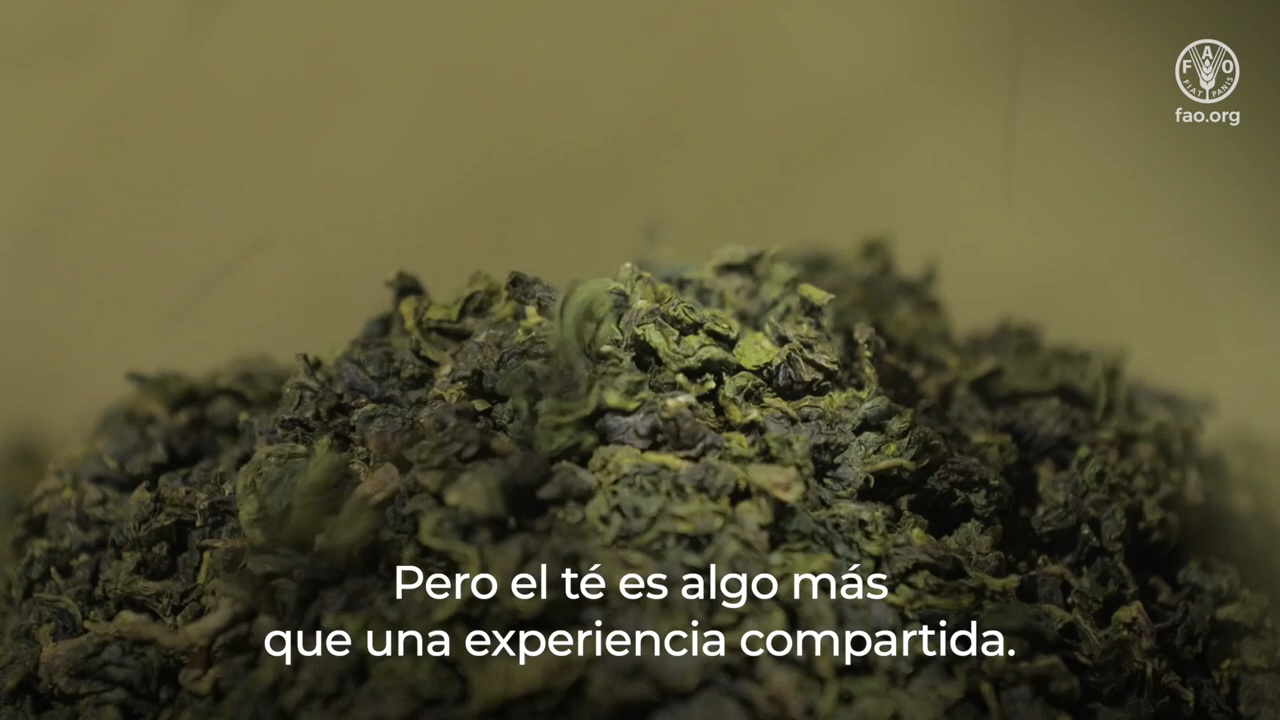 FAO
FIAT PANIS
fao.org
Pero el té es algo más
que una experiencia compartida.